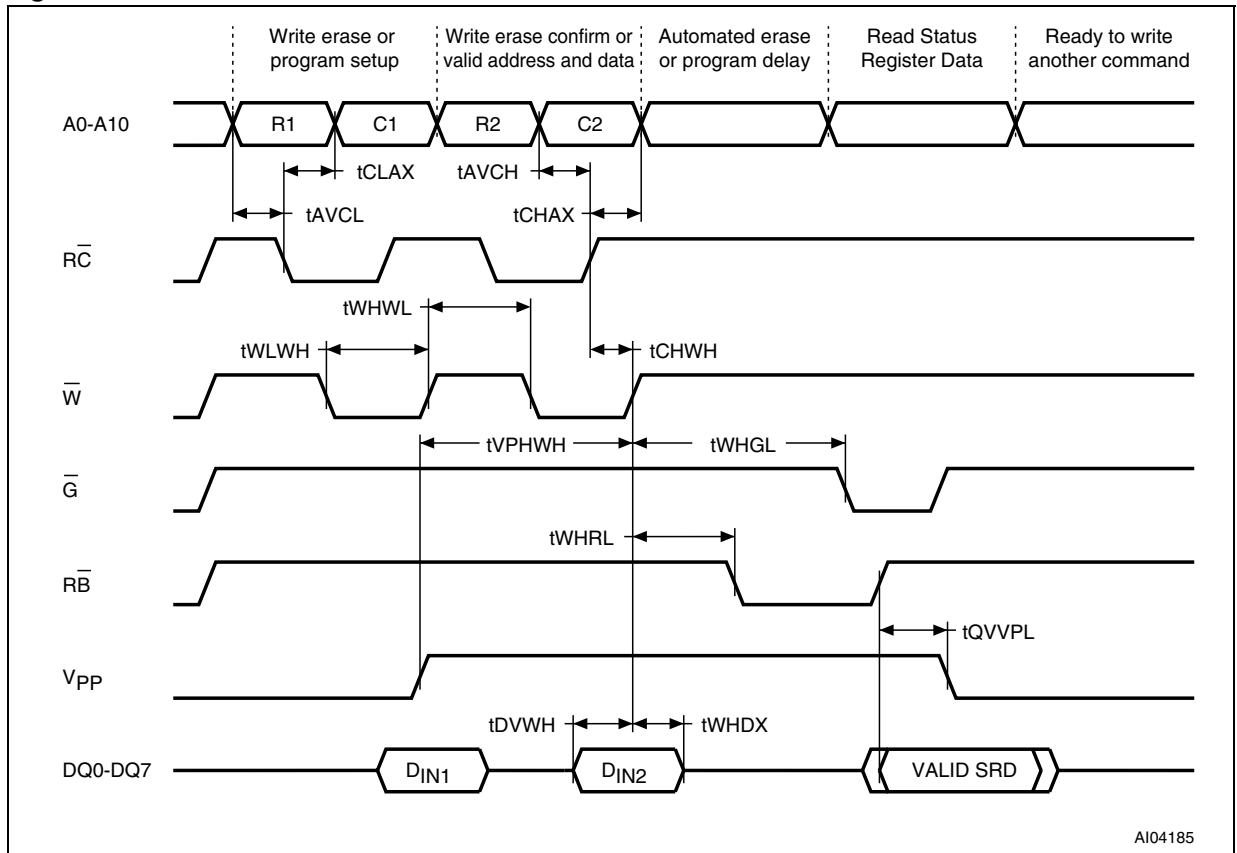 Write erase or
program setup
Write erase confirm or
valid address and data
Automated erase
or program delay
Read Status
Register Data
Ready to write
another command
A0-A10
R1
C1
R2
C2
tCLAX
tAVCH
tAVCL
tCHAX
RC̅
tWHWL
tWLWH
tCHWH
W̅
tVPHWH
tWHGL
G̅
tWHRL
RB̅
tQVVPL
VPP
tDVWH
tWHDX
DQ0-DQ7
DIN1
DIN2
VALID SRD
AI04185